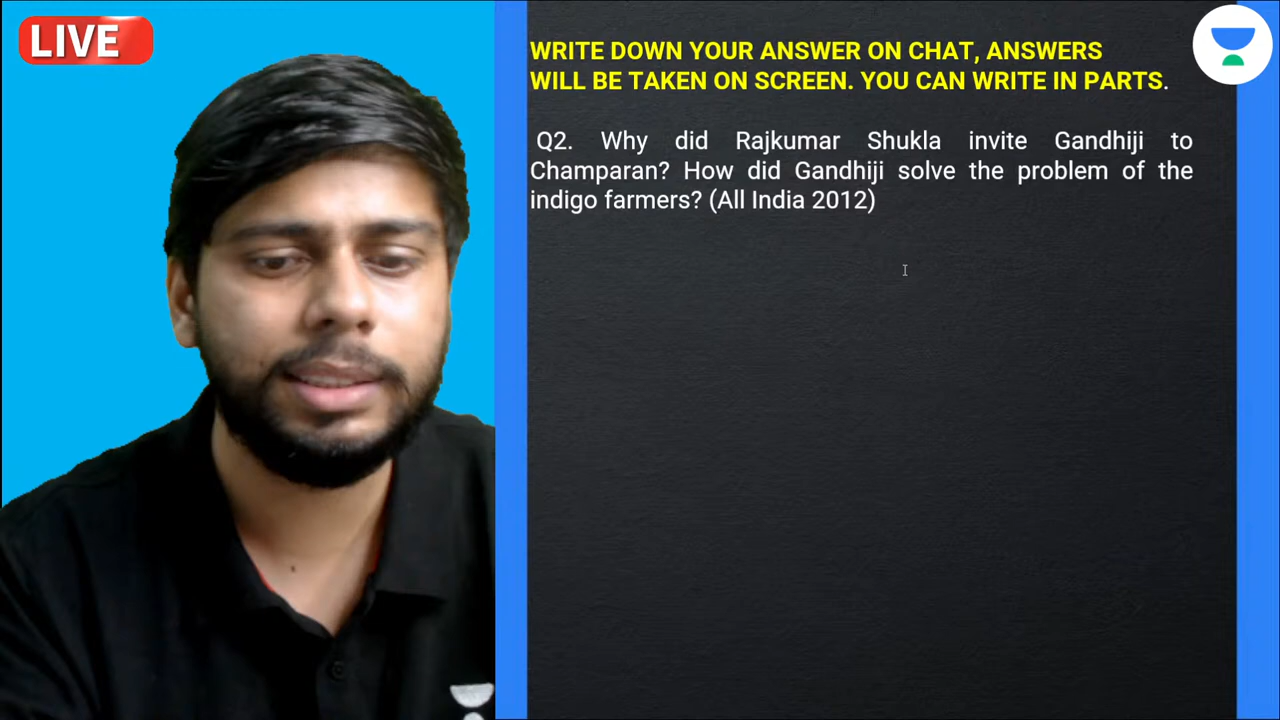 LIVE
WRITE DOWN YOUR ANSWER ON CHAT, ANSWERS
WILL BE TAKEN ON SCREEN. YOU CAN WRITE IN PARTS.
Q2. Why did Rajkumar Shukla invite Gandhiji to
Champaran? How did Gandhiji solve the problem of the
indigo farmers? (All India 2012)